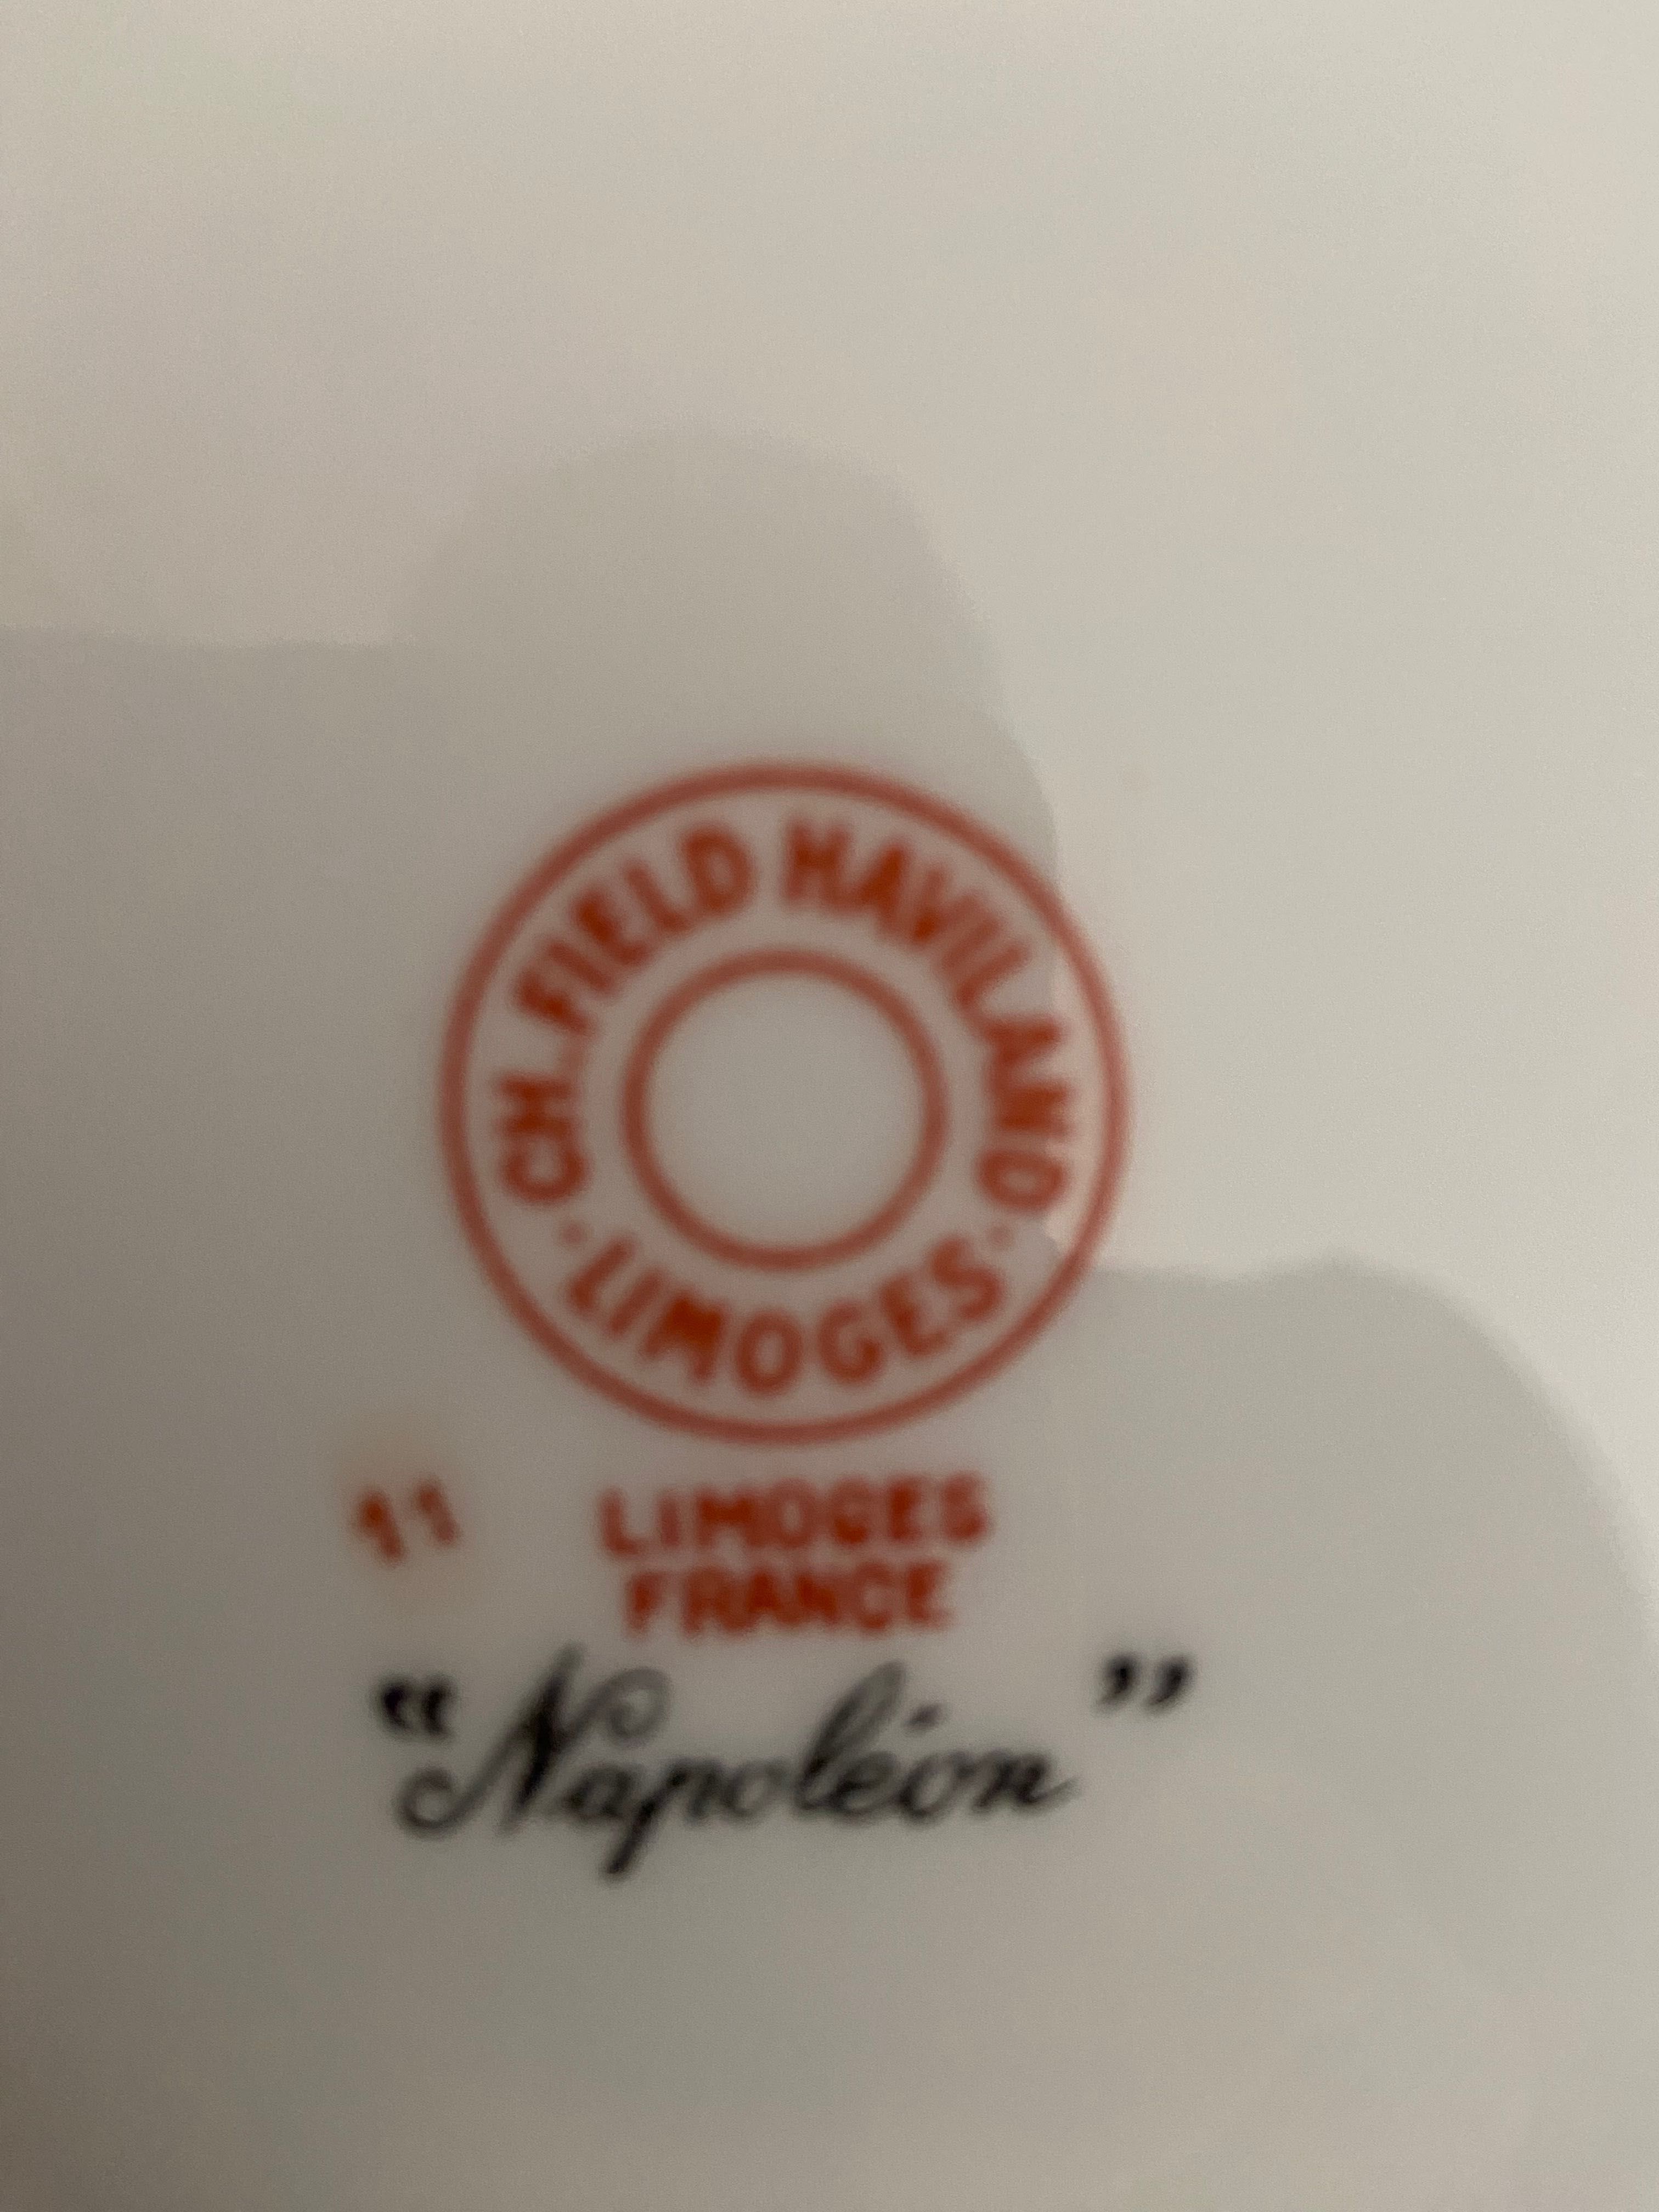 CH. FIELD HAVILAND
· LIMOGES ·
11 LIMOGES
FRANCE
“Napoléon”